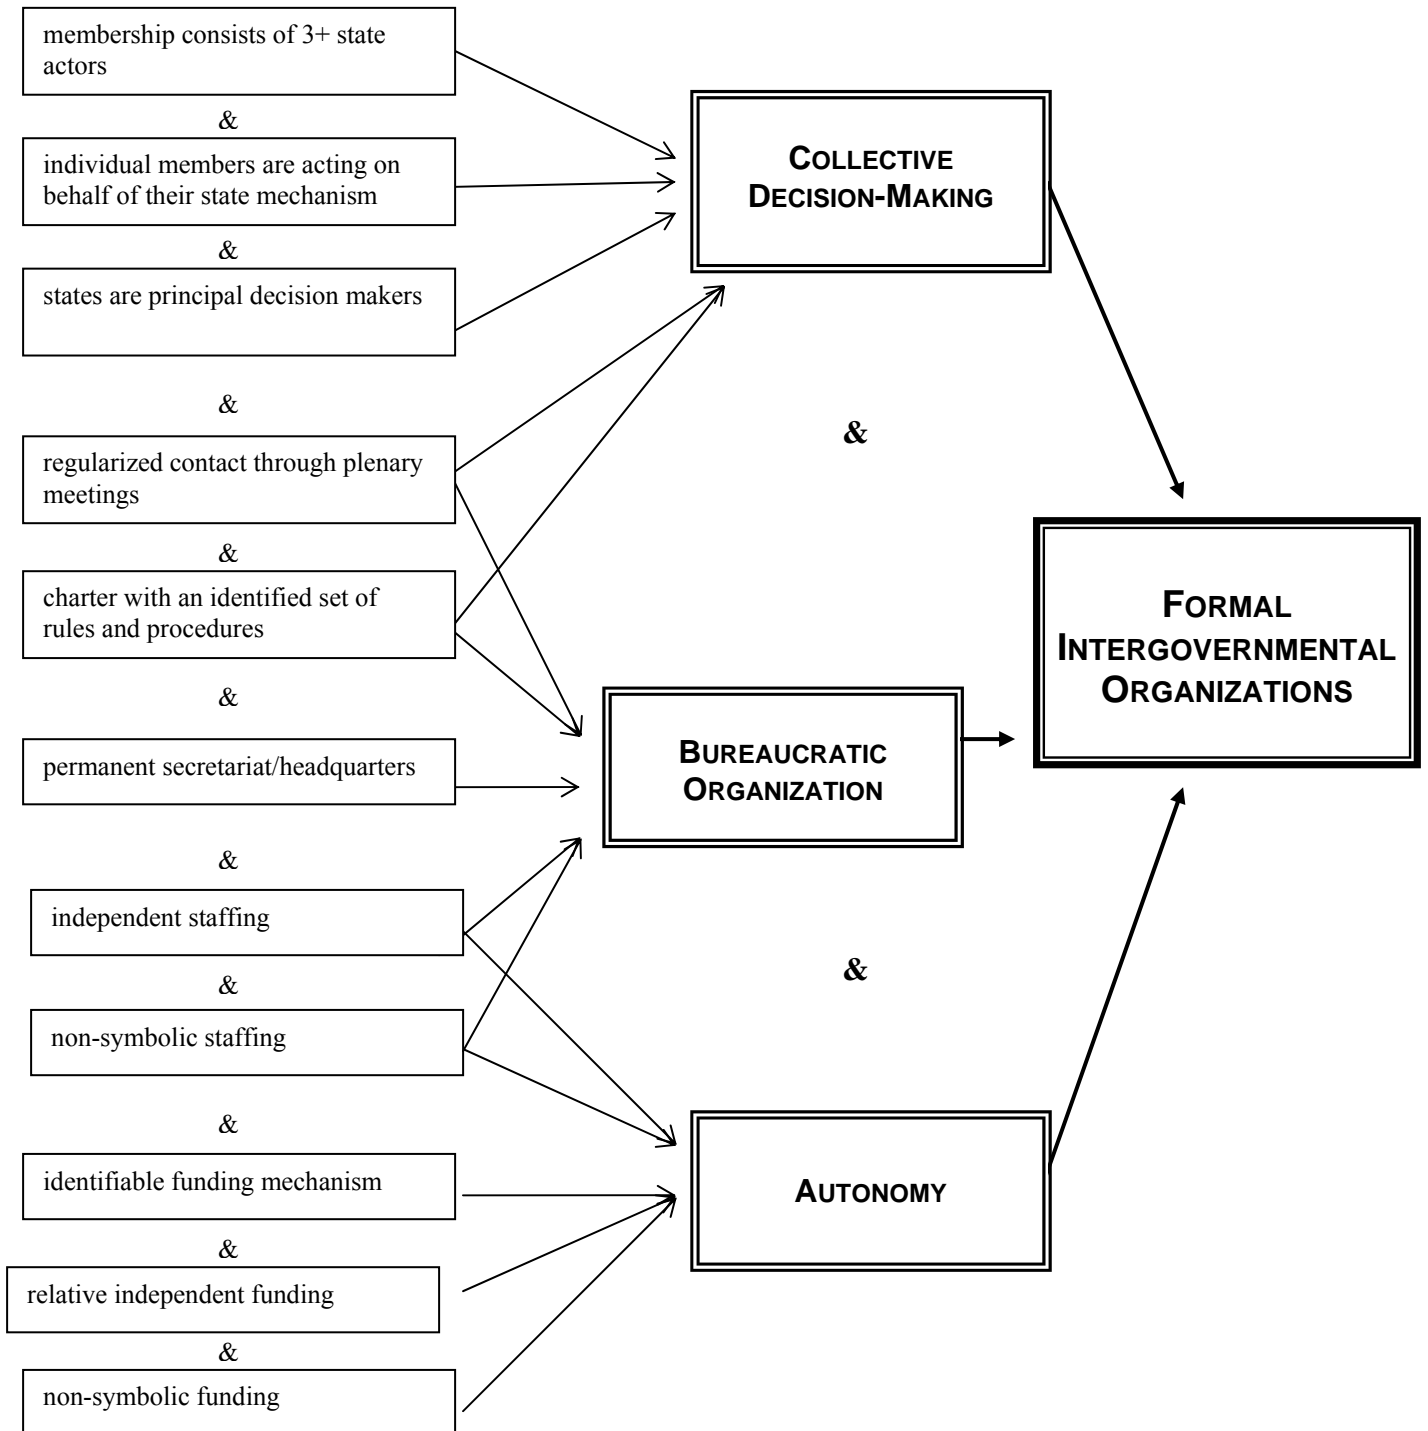 membership consists of 3+ state
actors
&
individual members are acting on
behalf of their state mechanism
&
states are principal decision makers
&
regularized contact through plenary
meetings
&
charter with an identified set of
rules and procedures
&
permanent secretariat/headquarters
&
independent staffing
&
non-symbolic staffing
&
identifiable funding mechanism
&
relative independent funding
&
non-symbolic funding
COLLECTIVE
DECISION-MAKING
&
BUREAUCRATIC
ORGANIZATION
&
AUTONOMY
FORMAL
INTERGOVERNMENTAL
ORGANIZATIONS